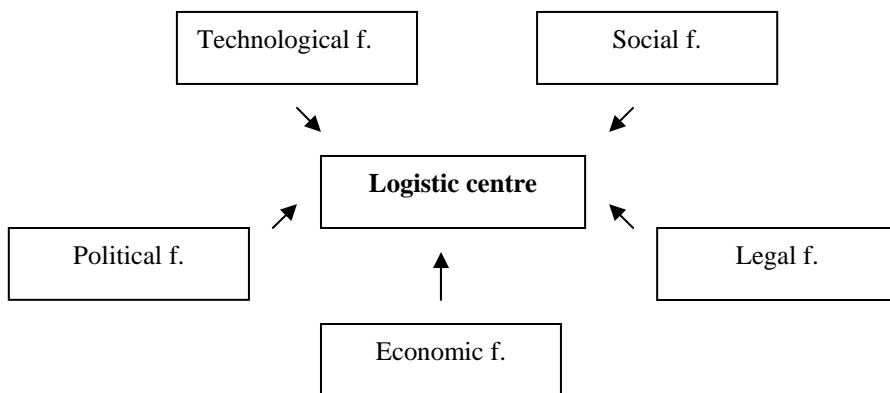 Technological f.
Social f.
Logistic centre
Political f.
Legal f.
Economic f.